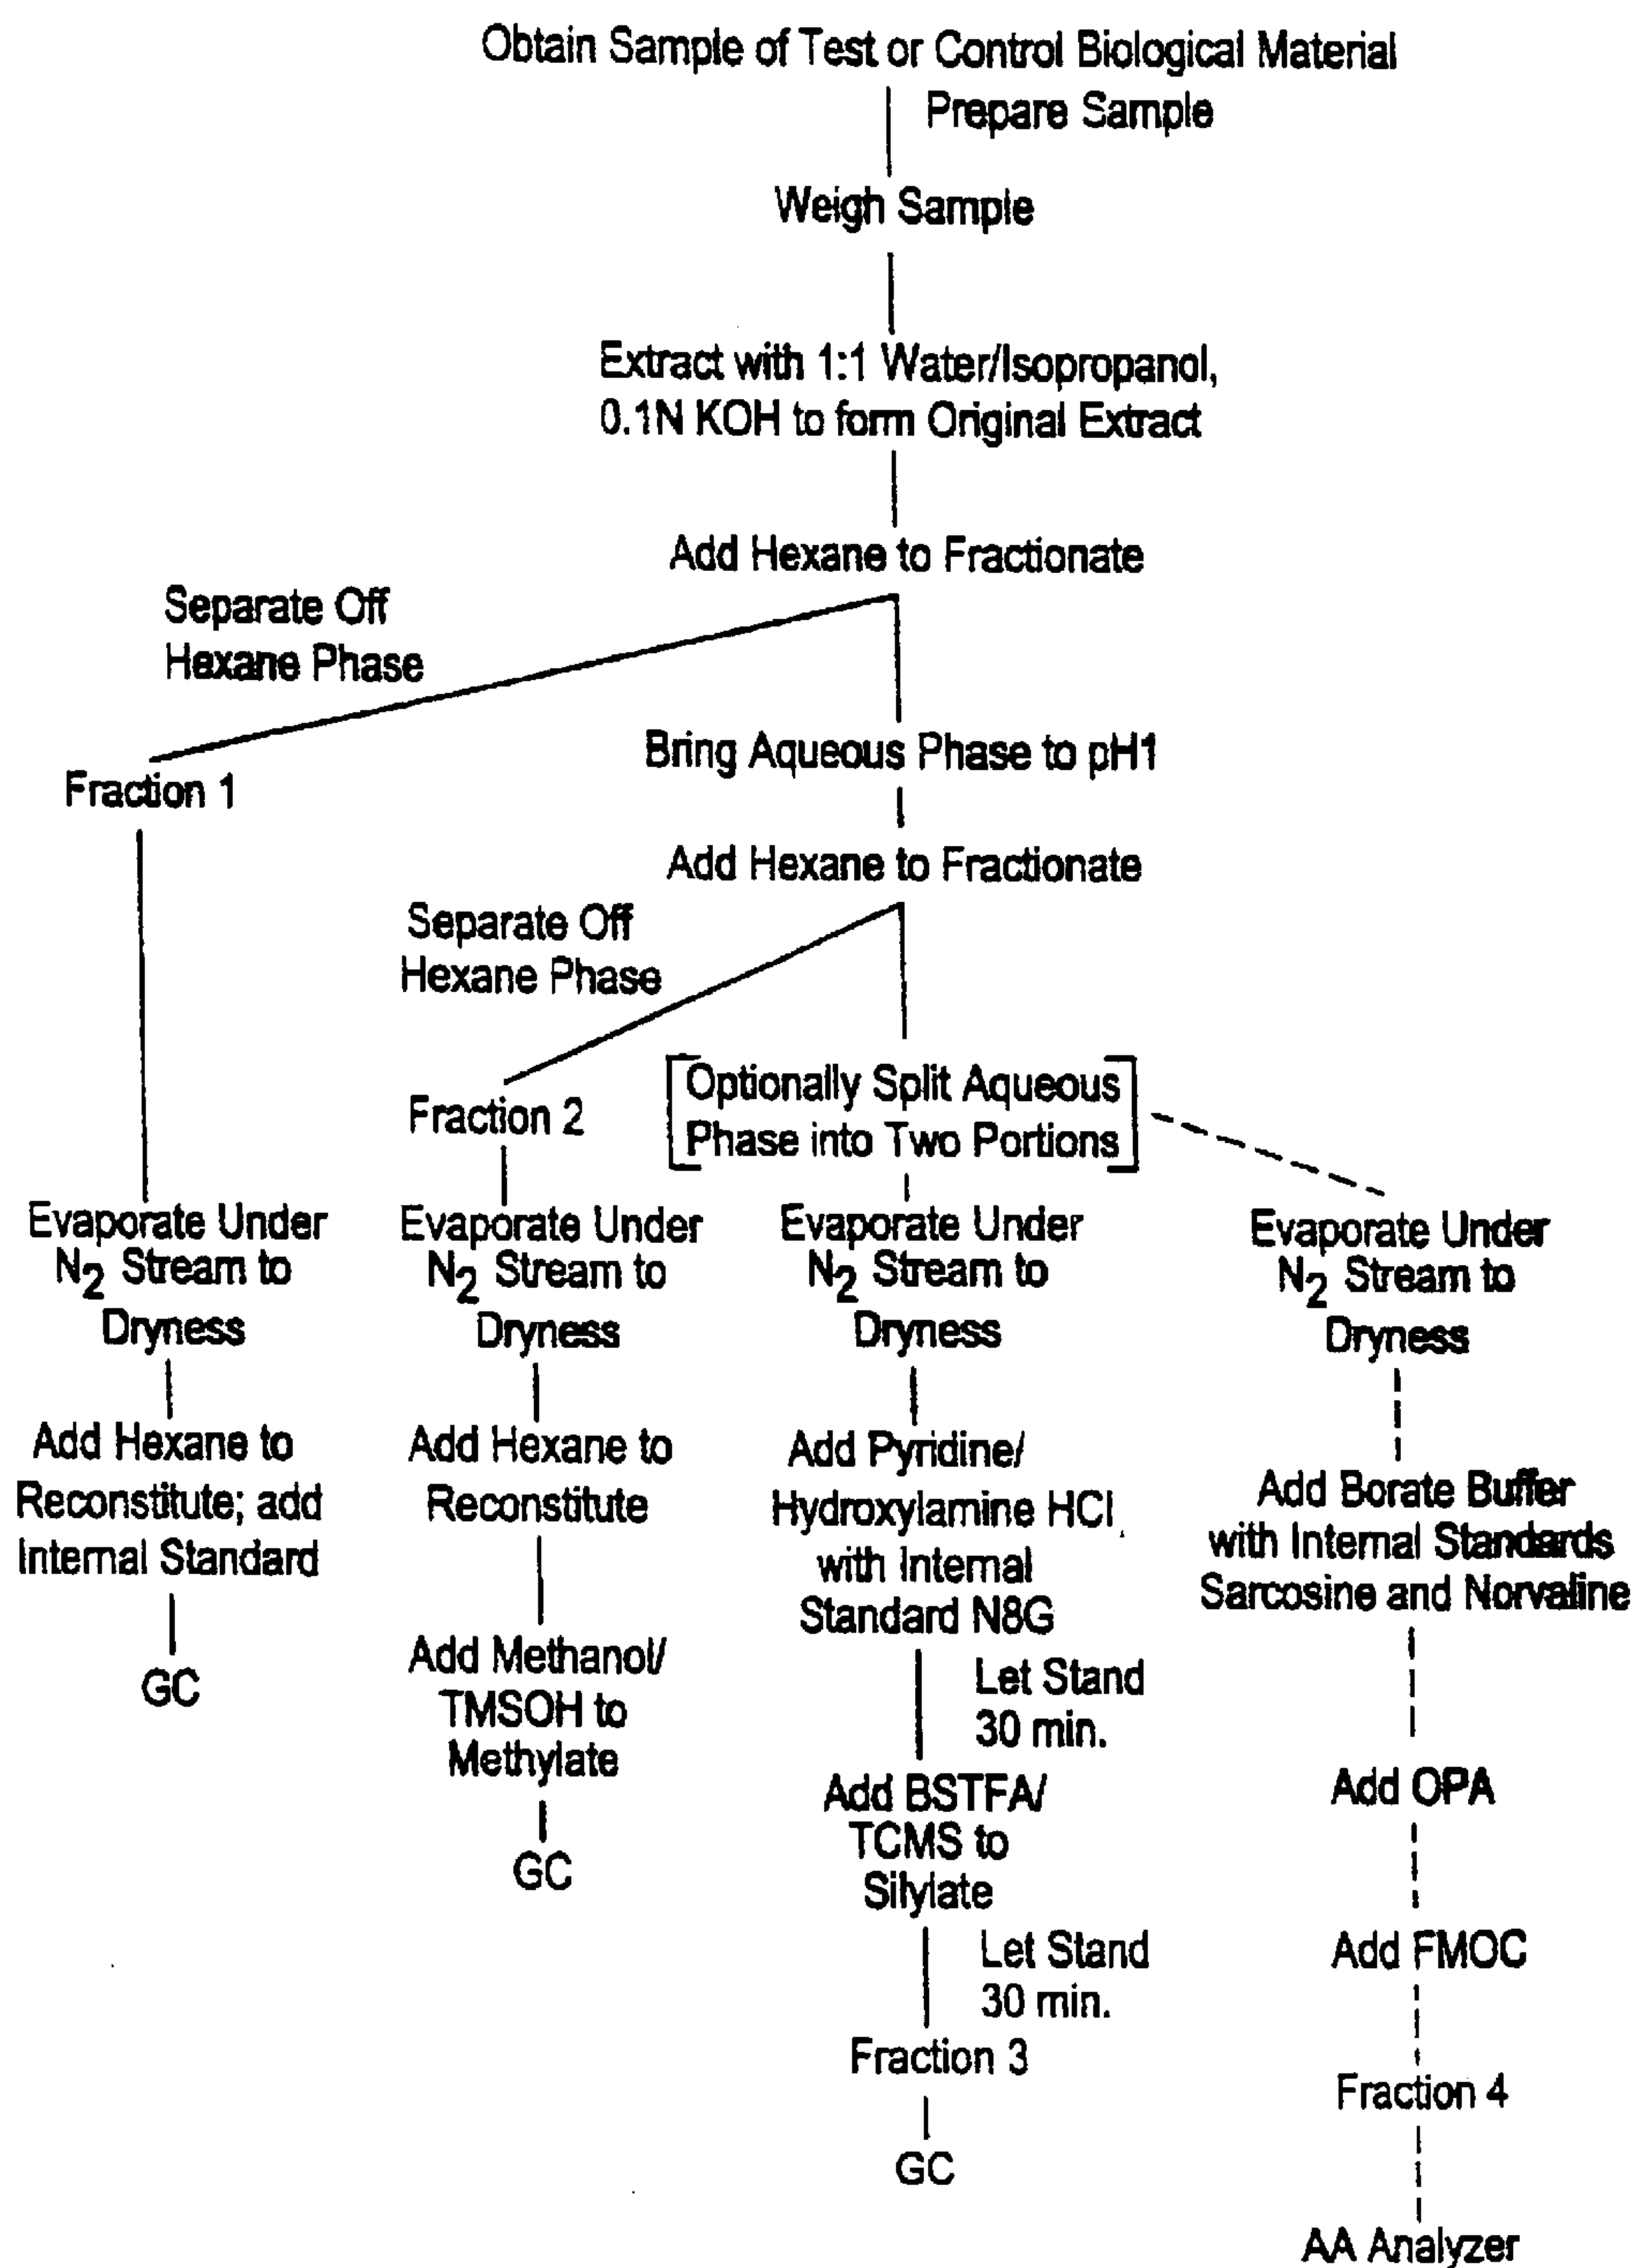 Obtain Sample of Test or Control Biological Material
Prepare Sample
Weigh Sample
Extract with 1:1 Water/Isopropanol,
0.1N KOH to form Original Extract
Add Hexane to Fractionate
Separate Off
Hexane Phase
Fraction 1
Bring Aqueous Phase to pH1
Add Hexane to Fractionate
Separate Off
Hexane Phase
Fraction 2
[Optionally Split Aqueous
Phase into Two Portions]
Evaporate Under
N2 Stream to
Dryness
Add Hexane to
Reconstitute; add
Internal Standard
GC
Evaporate Under
N2 Stream to
Dryness
Add Hexane to
Reconstitute
Add Methanol/
TMSOH to
Methylate
GC
Evaporate Under
N2 Stream to
Dryness
Add Pyridine/
Hydroxylamine HCl
with Internal
Standard N8G
Let Stand
30 min.
Add BSTFA/
TCMS to
Silylate
Let Stand
30 min.
Fraction 3
GC
Evaporate Under
N2 Stream to
Dryness
Add Borate Buffer
with Internal Standards
Sarcosine and Norvaline
Add OPA
Add FMOC
Fraction 4
AA Analyzer